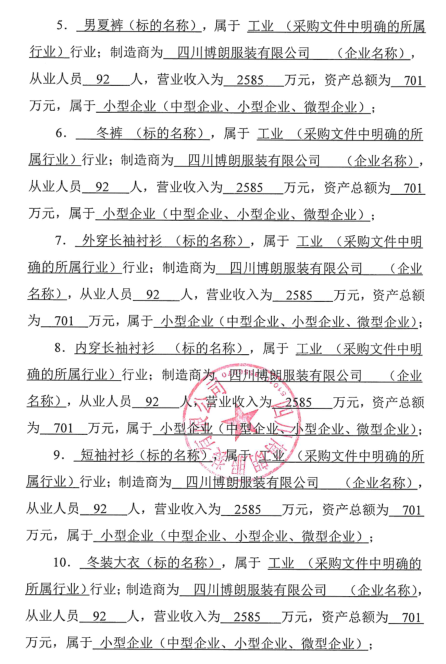 5. 男夏裤（标的名称），属于 工业 （采购文件中明确的所属
行业）行业；制造商为 四川博朗服装有限公司 （企业名称），
从业人员 92 人，营业收入为 2585 万元，资产总额为 701
万元，属于 小型企业（中型企业、小型企业、微型企业）；
6. 冬裤 （标的名称），属于 工业 （采购文件中明确的所
属行业）行业；制造商为 四川博朗服装有限公司 （企业名称），
从业人员 92 人，营业收入为 2585 万元，资产总额为 701
万元，属于 小型企业（中型企业、小型企业、微型企业）；
7. 外穿长袖衬衫 （标的名称），属于 工业 （采购文件中明
确的所属行业）行业；制造商为 四川博朗服装有限公司 （企业
名称），从业人员 92 人，营业收入为 2585 万元，资产总额
为 701 万元，属于 小型企业（中型企业、小型企业、微型企业）；
8. 内穿长袖衬衫 （标的名称），属于 工业 （采购文件中明
确的所属行业）行业；制造商为 四川博朗服装有限公司 （企业
名称），从业人员 92 人，营业收入为 2585 万元，资产总额
为 701 万元，属于 小型企业（中型企业、小型企业、微型企业）；
9. 短袖衬衫（标的名称），属于 工业 （采购文件中明确的所
属行业）行业；制造商为 四川博朗服装有限公司 （企业名称），
从业人员 92 人，营业收入为 2585 万元，资产总额为 701
万元，属于 小型企业（中型企业、小型企业、微型企业）；
10. 冬装大衣（标的名称），属于 工业 （采购文件中明确的
所属行业）行业；制造商为 四川博朗服装有限公司 （企业名称），
从业人员 92 人，营业收入为 2585 万元，资产总额为 701
万元，属于 小型企业（中型企业、小型企业、微型企业）；
四川博朗服装有限公司